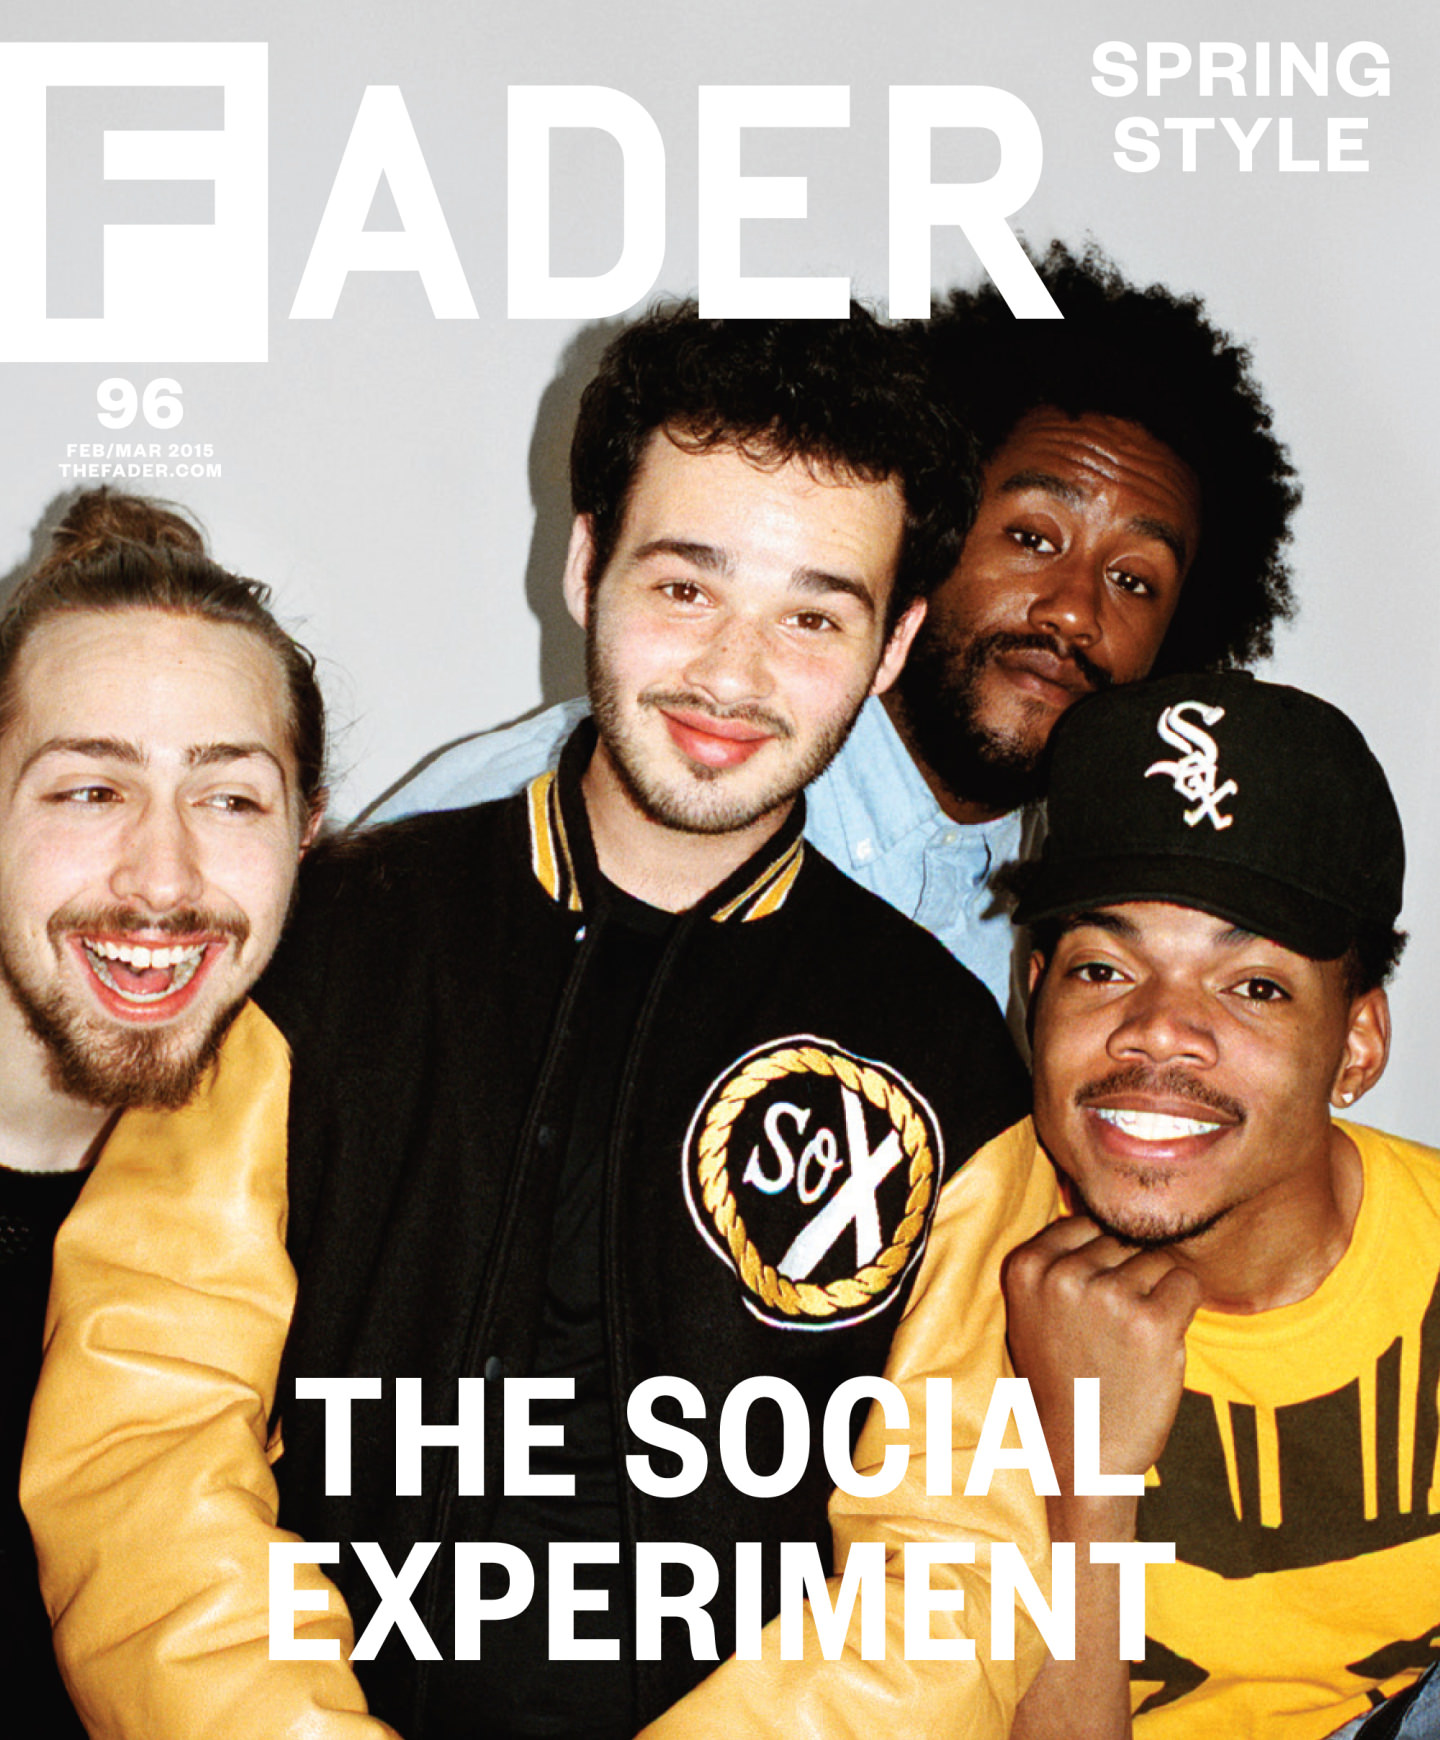 FADER
SPRING
STYLE
96
FEB/MAR 2015
THEFADER.COM
Sox
SoX
THE SOCIAL
EXPERIMENT